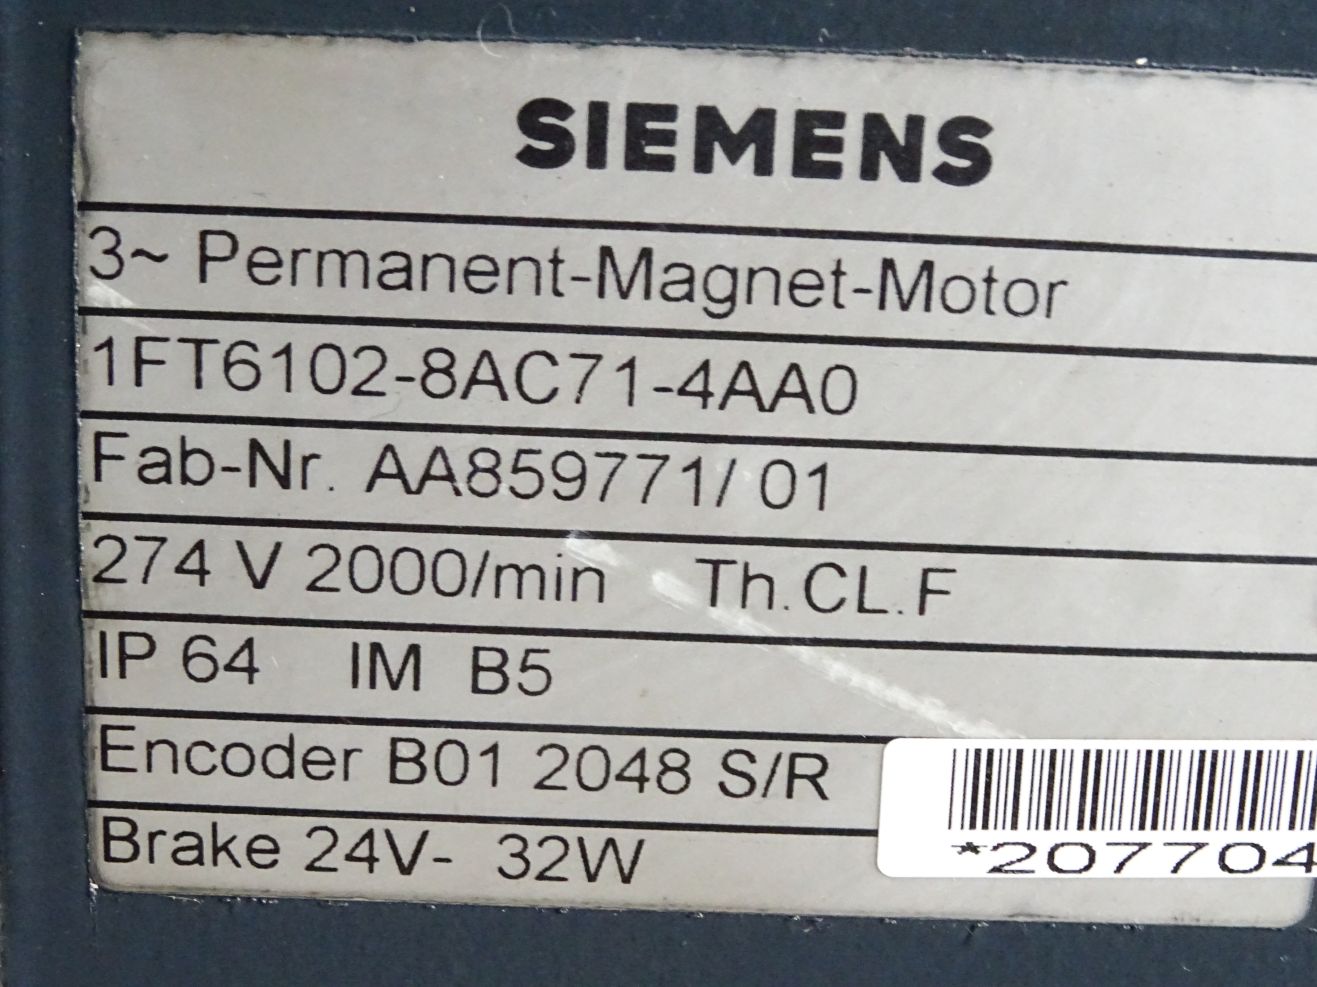 SIEMENS
3~ Permanent-Magnet-Motor
1FT6102-8AC71-4AA0
Fab-Nr. AA859771/ 01
274 V 2000/min Th.CL.F
IP 64 IM B5
Encoder B01 2048 S/R
Brake 24V- 32W
*207704